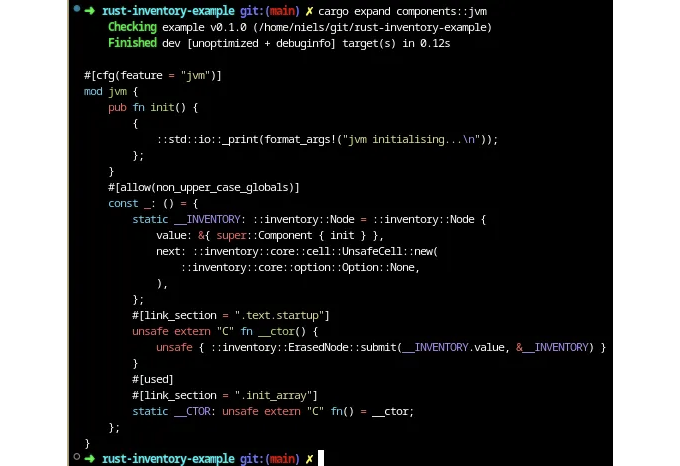 ➜ rust-inventory-example git:(main) ✗ cargo expand components::jvm
    Checking example v0.1.0 (/home/niels/git/rust-inventory-example)
    Finished dev [unoptimized + debuginfo] target(s) in 0.12s

#[cfg(feature = "jvm")]
mod jvm {
    pub fn init() {
        {
            ::std::io::_print(format_args!("jvm initialising...\n"));
        };
    }
    #[allow(non_upper_case_globals)]
    const _: () = {
        static __INVENTORY: ::inventory::Node = ::inventory::Node {
            value: &{ super::Component { init } },
            next: ::inventory::core::cell::UnsafeCell::new(
                ::inventory::core::option::Option::None,
            ),
        };
        #[link_section = ".text.startup"]
        unsafe extern "C" fn __ctor() {
            unsafe { ::inventory::ErasedNode::submit(__INVENTORY.value, &__INVENTORY) }
        }
        #[used]
        #[link_section = ".init_array"]
        static __CTOR: unsafe extern "C" fn() = __ctor;
    };
}
➜ rust-inventory-example git:(main) ✗